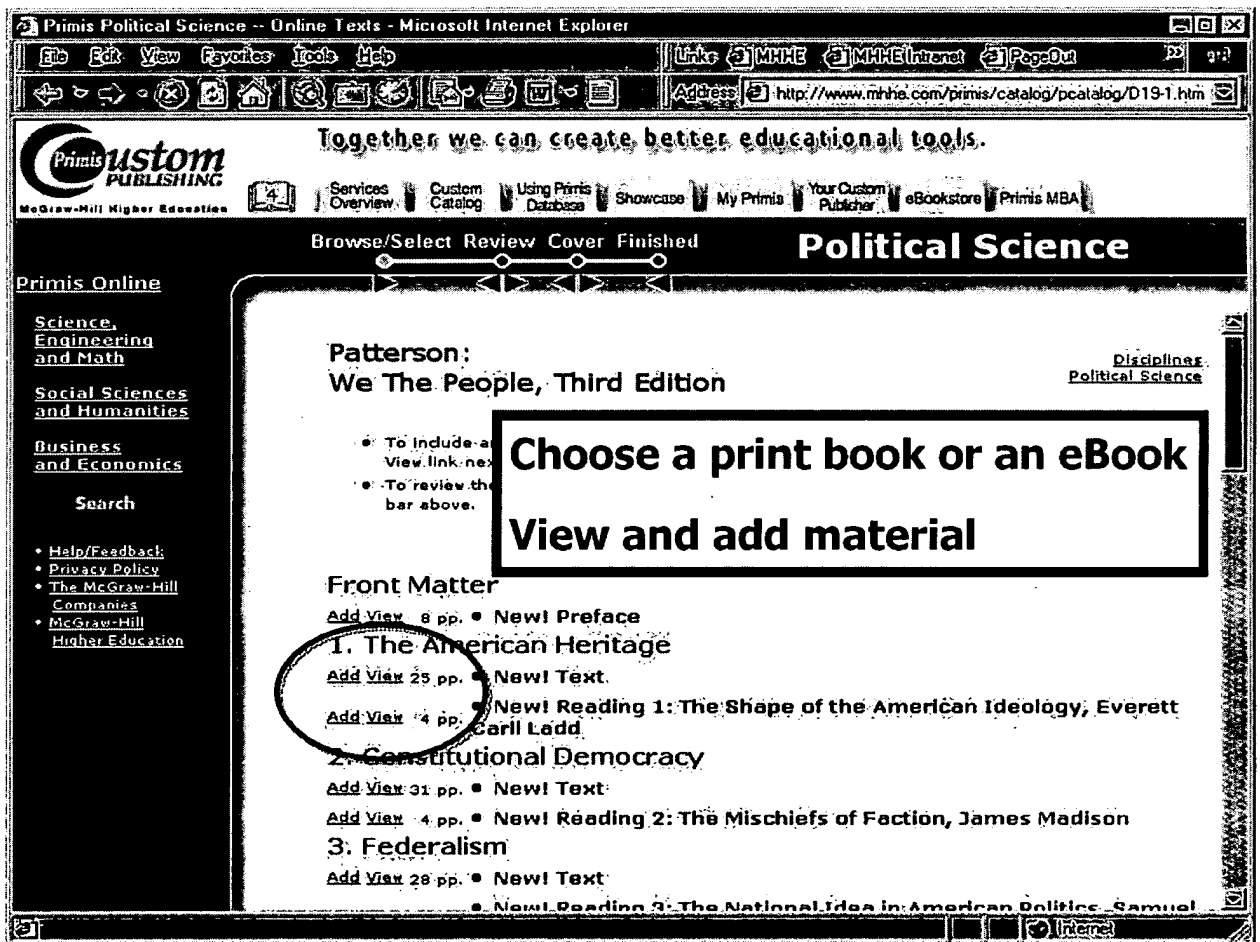 Primis Political Science -- Online Texts - Microsoft Internet Explorer
File Edit View Favorites Tools Help
Links MHHE MHHE Intranet PageOut
Address http://www.mhhe.com/primis/catalog/pcatalog/D19-1.htm
Primis Custom
PUBLISHING
McGraw-Hill Higher Education
Together we can create better educational tools.
Services Overview
Custom Catalog
Using Primis Database
Showcase
My Primis
Your Custom Publisher
eBookstore
Primis MBA
Browse/Select Review Cover Finished
Political Science
Primis Online
Science,
Engineering
and Math
Social Sciences
and Humanities
Business
and Economics
Search
• Help/Feedback
• Privacy Policy
• The McGraw-Hill
Companies
• McGraw-Hill
Higher Education
Patterson:
We The People, Third Edition
Disciplines
Political Science
• To include a
View link nex
• To review the
bar above.
Choose a print book or an eBook
View and add material
Front Matter
Add View 8 pp. • New! Preface
1. The American Heritage
Add View 25 pp. • New! Text
Add View 4 pp. • New! Reading 1: The Shape of the American Ideology, Everett
Carll Ladd
2. Constitutional Democracy
Add View 31 pp. • New! Text
Add View 4 pp. • New! Reading 2: The Mischiefs of Faction, James Madison
3. Federalism
Add View 28 pp. • New! Text
• New! Reading 3: The National Idea in American Politics, Samuel
Internet